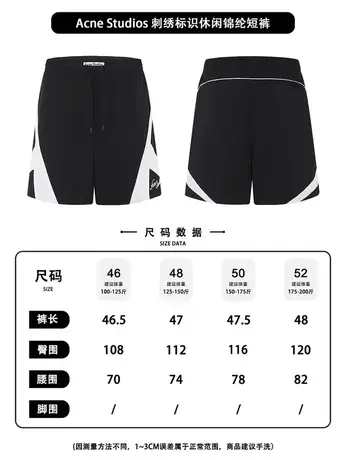 Acne Studios 刺绣标识休闲锦纶短裤
Acne Studios
尺码数据
SIZE DATA
尺码 46 48 50 52
SIZE 建议体重 建议体重 建议体重 建议体重
100-125斤 125-150斤 150-175斤 175-200斤
裤长 46.5 47 47.5 48
臀围 108 112 116 120
腰围 70 74 78 82
脚围 / / / /
(因测量方法不同，1~3CM误差属于正常范围，商品建议手洗)